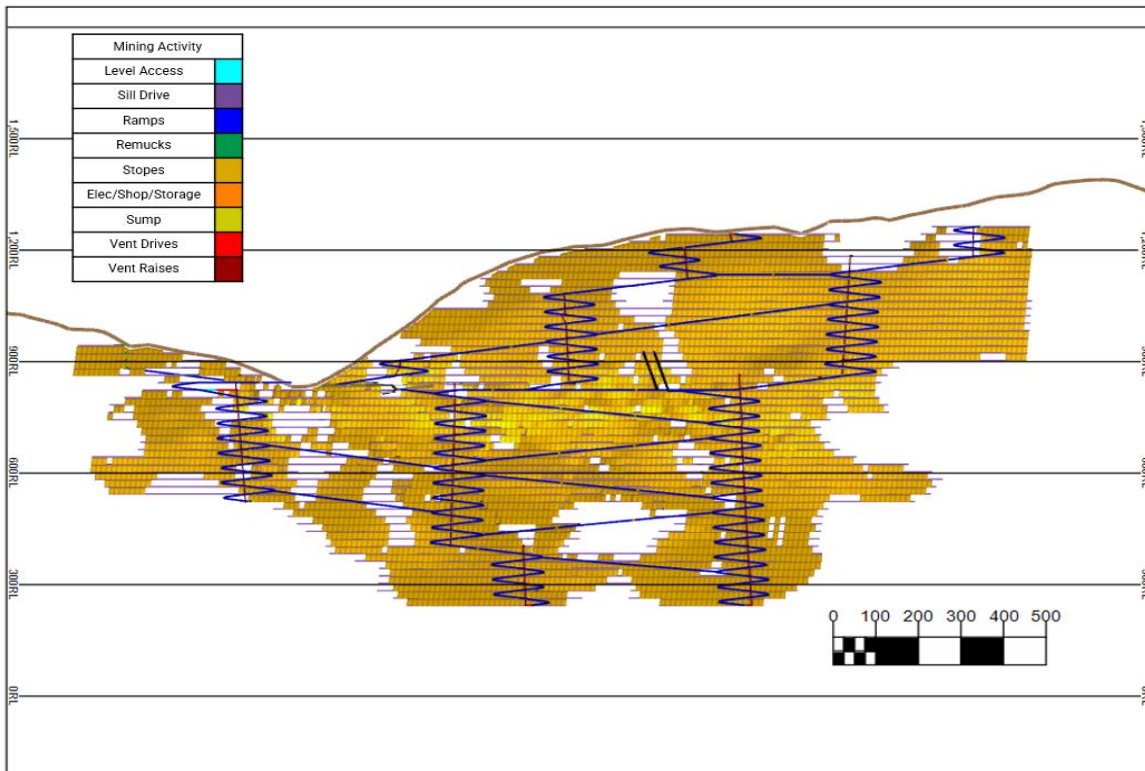 Mining Activity
Level Access
Sill Drive
Ramps
Remucks
Stopes
Elec/Shop/Storage
Sump
Vent Drives
Vent Raises
1,500RL
1,200RL
900RL
600RL
300RL
0RL
0 100 200 300 400 500